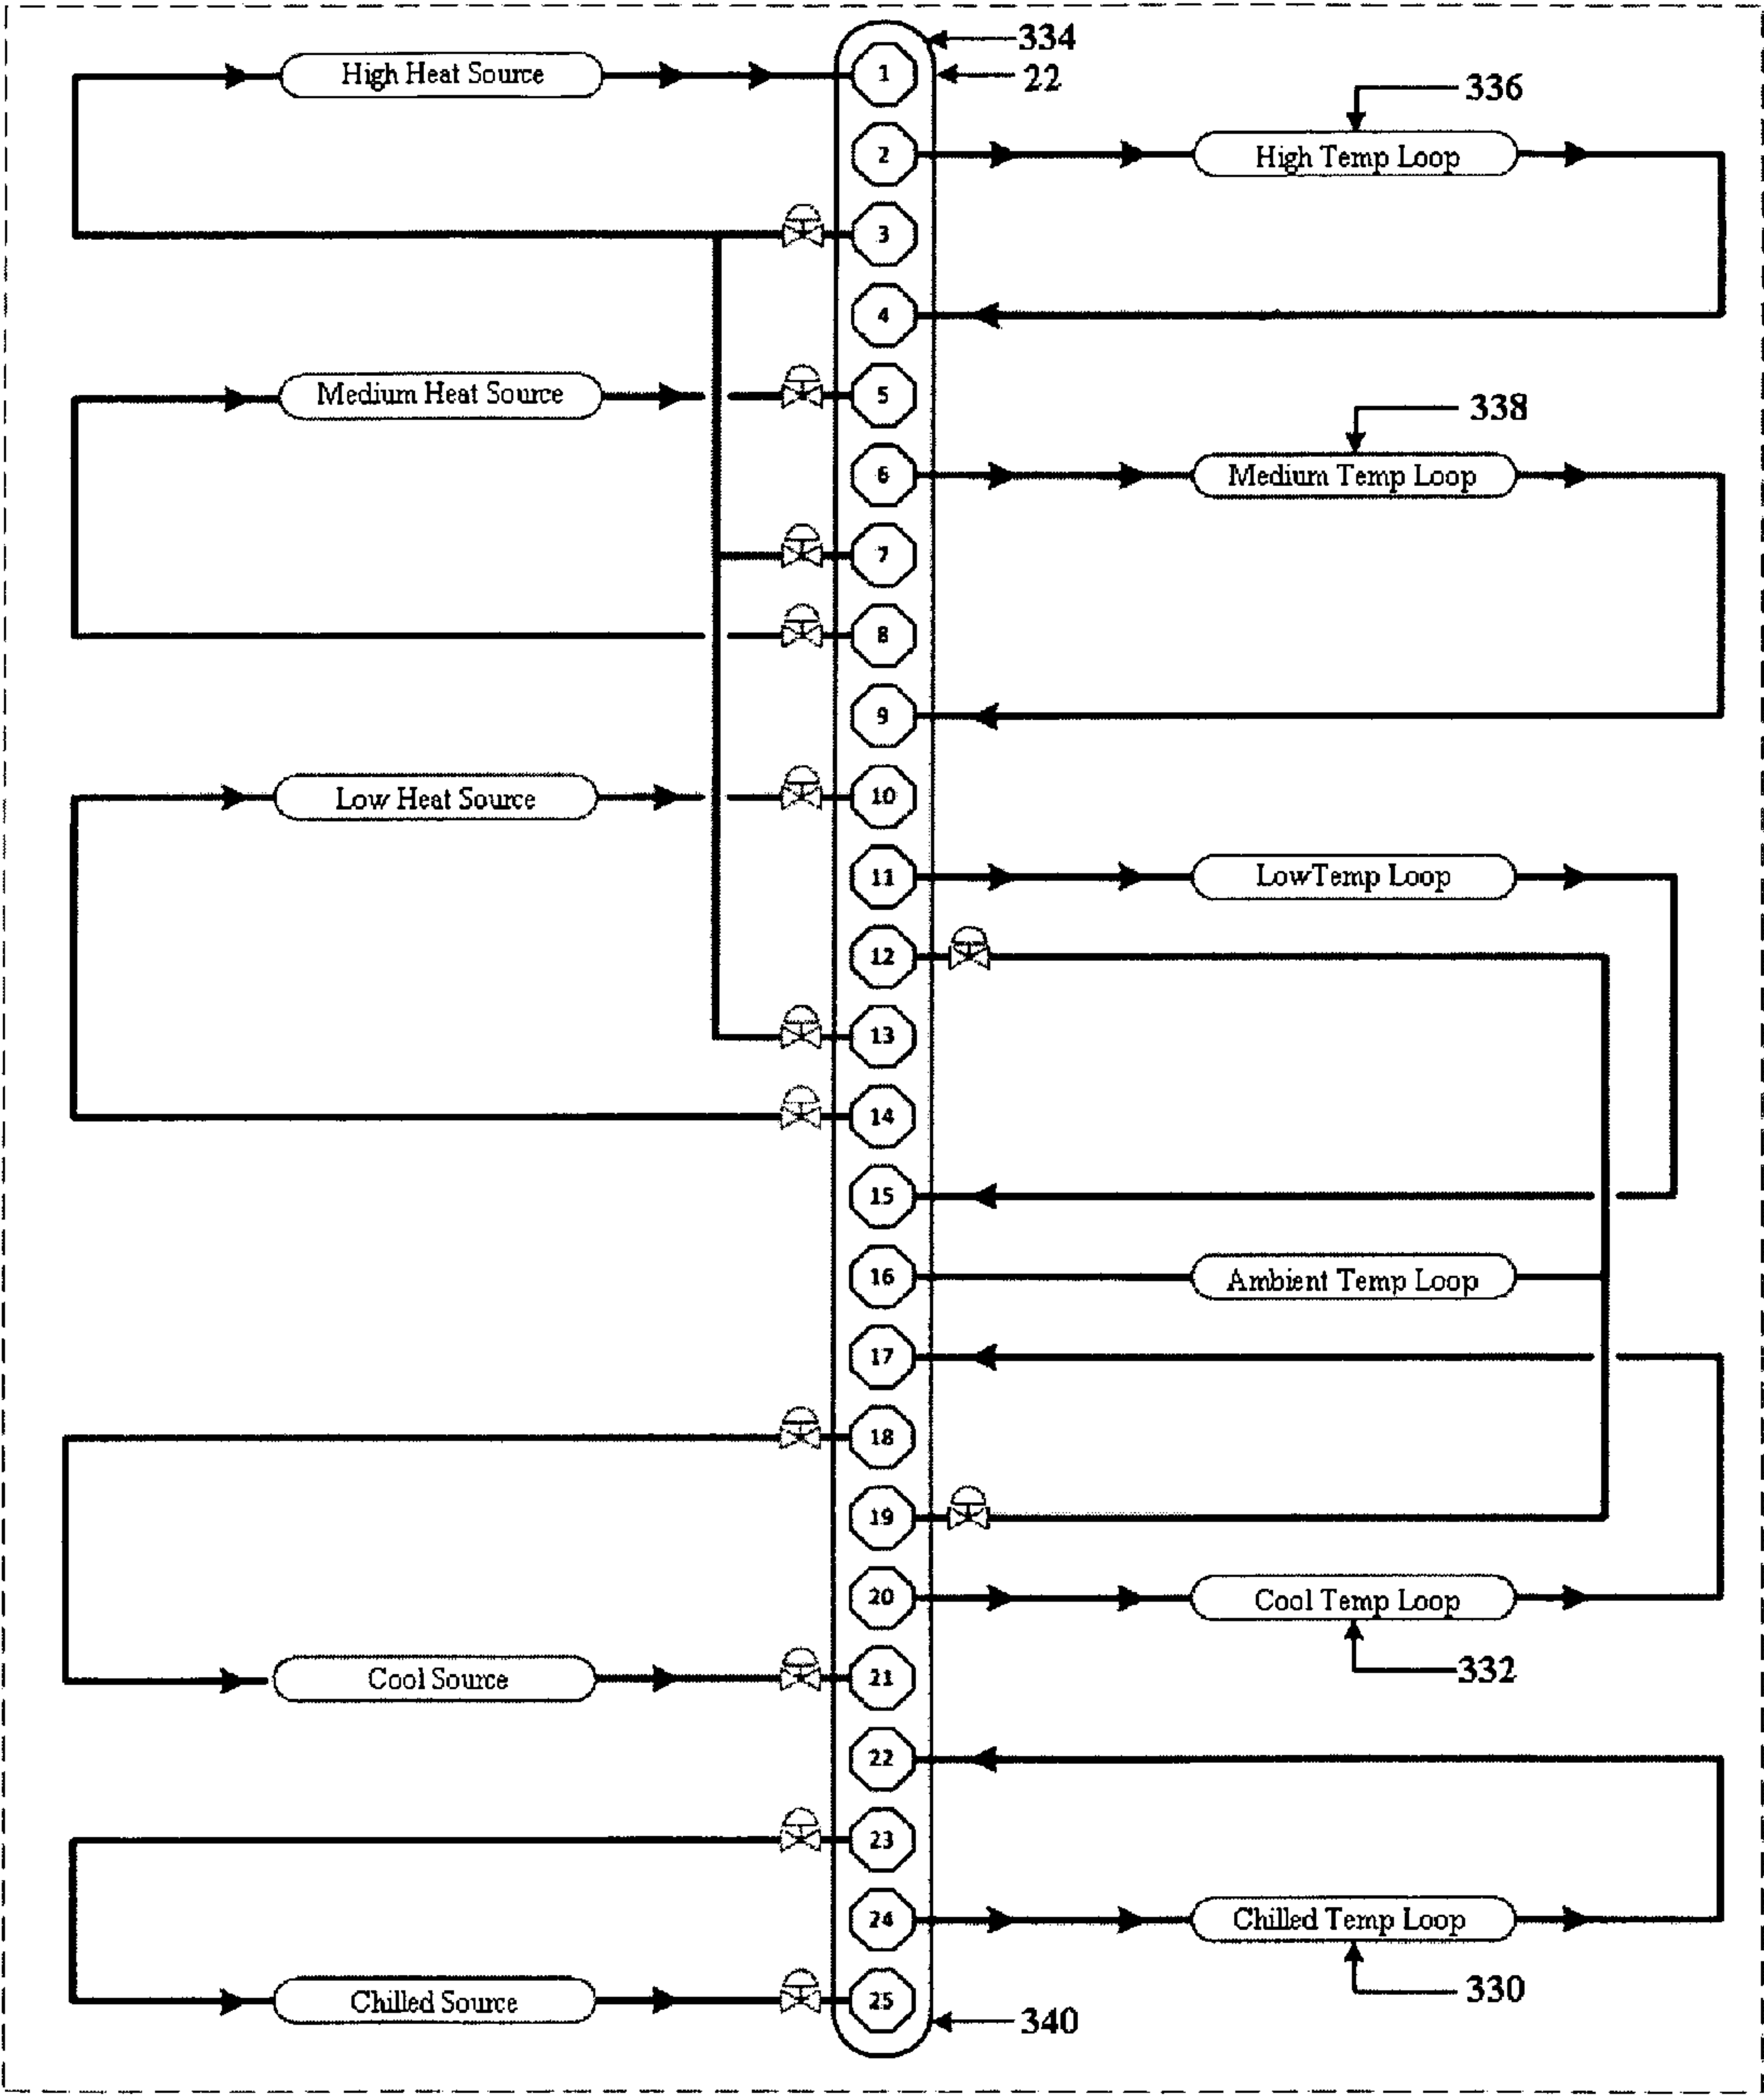 334
High Heat Source
1
22
336
2
High Temp Loop
3
4
Medium Heat Source
5
338
6
Medium Temp Loop
7
8
9
Low Heat Source
10
11
LowTemp Loop
12
13
14
15
16
Ambient Temp Loop
17
18
19
20
Cool Temp Loop
332
Cool Source
21
22
23
24
Chilled Temp Loop
330
Chilled Source
25
340